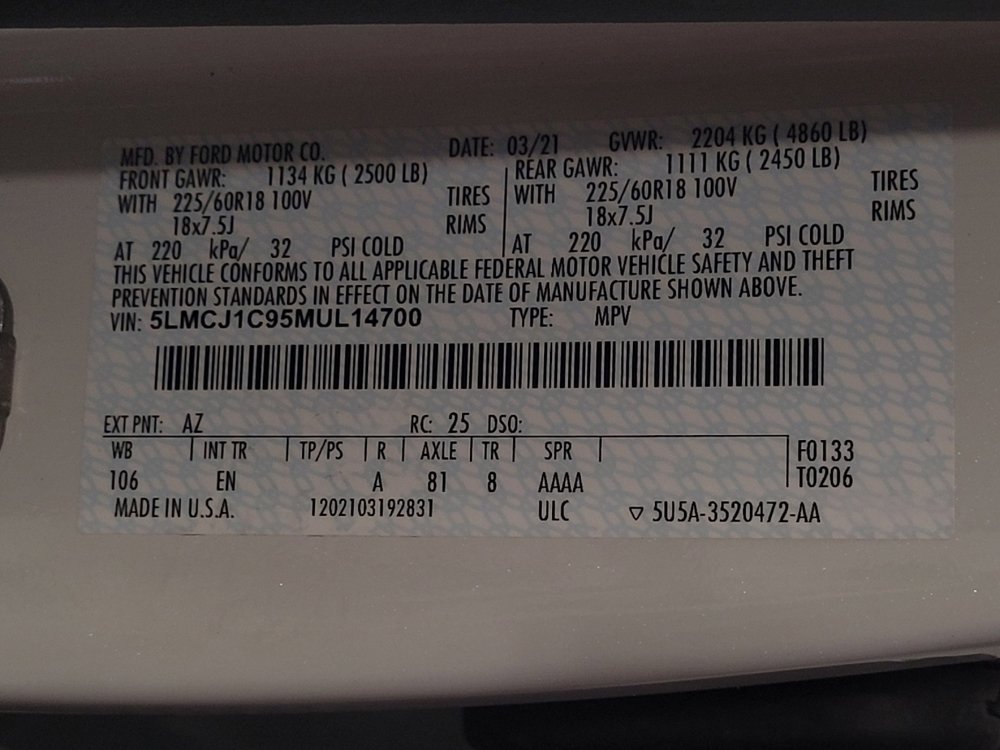 MFD. BY FORD MOTOR CO. DATE: 03/21 GVWR: 2204 KG ( 4860 LB)
FRONT GAWR: 1134 KG ( 2500 LB) REAR GAWR: 1111 KG ( 2450 LB)
WITH 225/60R18 100V TIRES WITH 225/60R18 100V TIRES
18x7.5J RIMS 18x7.5J RIMS
AT 220 kPa/ 32 PSI COLD AT 220 kPa/ 32 PSI COLD
THIS VEHICLE CONFORMS TO ALL APPLICABLE FEDERAL MOTOR VEHICLE SAFETY AND THEFT
PREVENTION STANDARDS IN EFFECT ON THE DATE OF MANUFACTURE SHOWN ABOVE.
VIN: 5LMCJ1C95MUL14700 TYPE: MPV
EXT PNT: AZ RC: 25 DSO:
WB INT TR TP/PS R AXLE TR SPR F0133
106 EN A 81 8 AAAA T0206
MADE IN U.S.A. 1202103192831 ULC ▽ 5U5A-3520472-AA